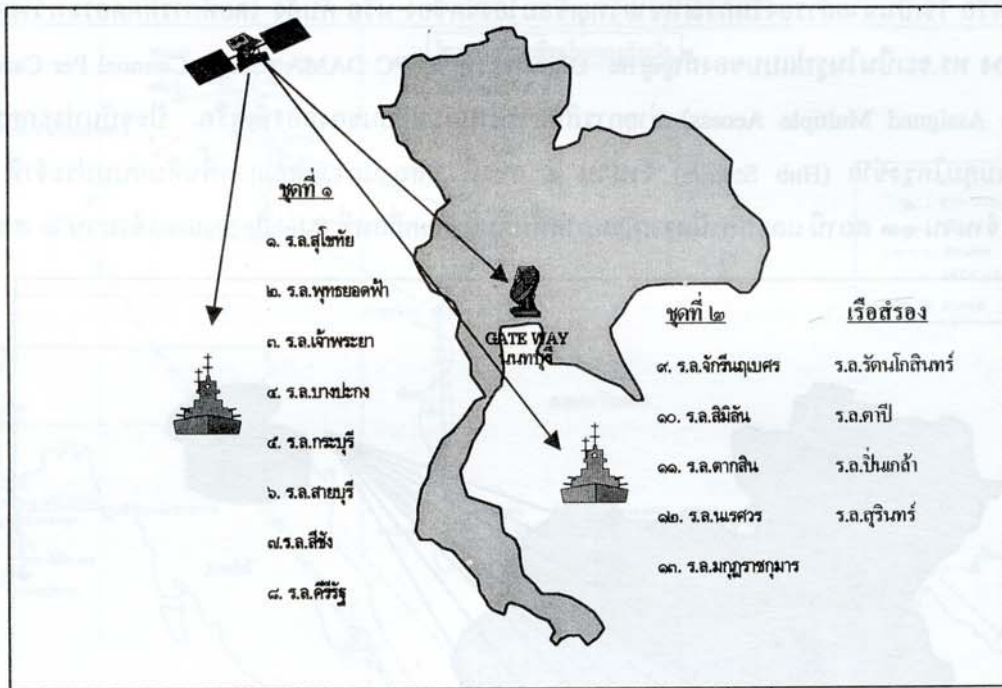 ชุดที่ ๑
๑. ร.ล.สุโขทัย
๒. ร.ล.พุทธยอดฟ้า
๓. ร.ล.เจ้าพระยา
๔. ร.ล.บางปะกง
๕. ร.ล.กระบุรี
๖. ร.ล.สายบุรี
๗.ร.ล.สีชัง
๘. ร.ล.คีรีรัฐ
GATE WAY
นนทบุรี
ชุดที่ ๒
๙. ร.ล.จักรีนฤเบศร
๑๐. ร.ล.สิมิลัน
๑๑. ร.ล.ตากสิน
๑๒. ร.ล.นเรศวร
๑๓. ร.ล.มกุฎราชกุมาร
เรือสำรอง
ร.ล.รัตนโกสินทร์
ร.ล.ตาปี
ร.ล.ปิ่นเกล้า
ร.ล.สุรินทร์